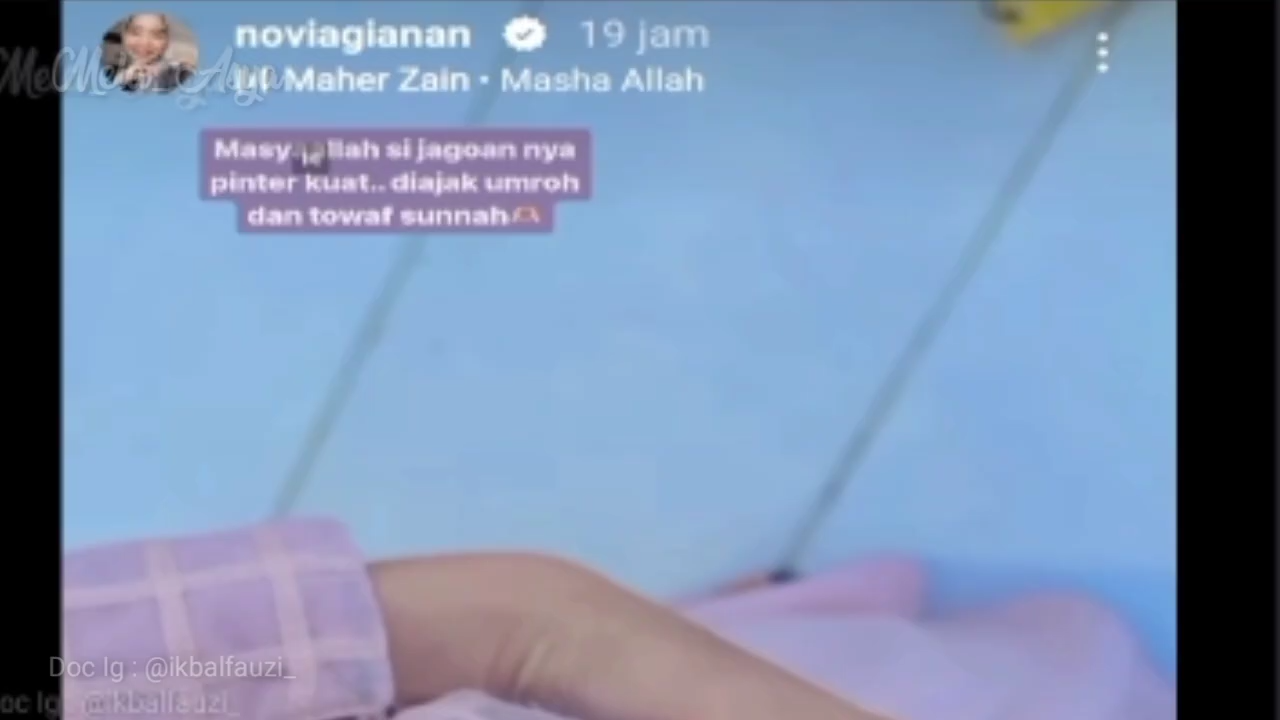 noviagianan 19 jam
Maher Zain • Masha Allah
si jagoan nya
pinter kuat.. diajak umroh
dan towaf sunnah🫶
Doc Ig : @ikbalfauzi_
@ikbalfauzi_